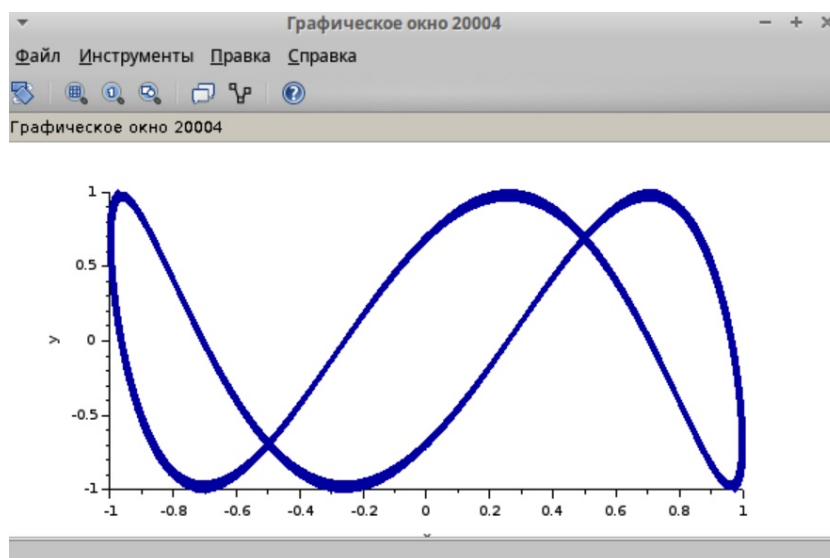 Графическое окно 20004
Файл Инструменты Правка Справка
Графическое окно 20004
1
0.5
y
0
-0.5
-1
-1 -0.8 -0.6 -0.4 -0.2 0 0.2 0.4 0.6 0.8 1